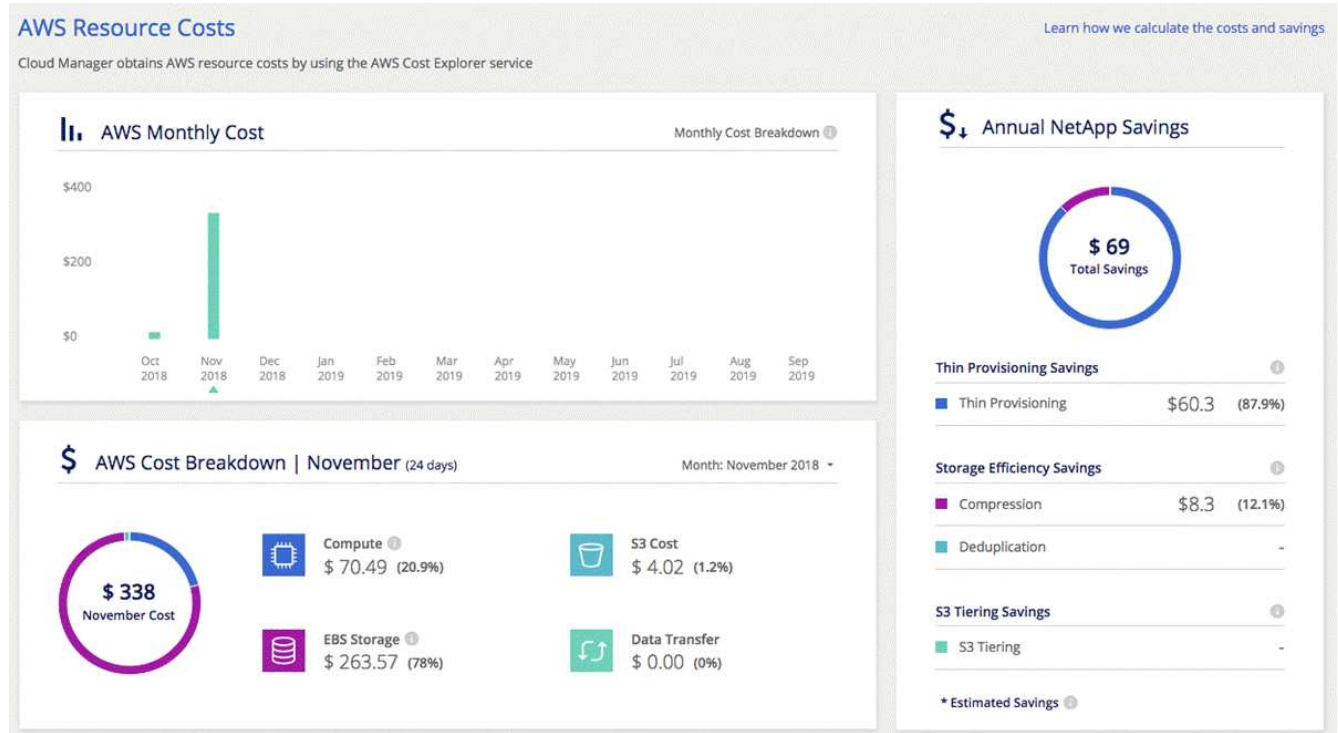 AWS Resource Costs
Learn how we calculate the costs and savings
Cloud Manager obtains AWS resource costs by using the AWS Cost Explorer service
AWS Monthly Cost
Monthly Cost Breakdown
$400
$200
$0
Oct 2018
Nov 2018
Dec 2018
Jan 2019
Feb 2019
Mar 2019
Apr 2019
May 2019
Jun 2019
Jul 2019
Aug 2019
Sep 2019
AWS Cost Breakdown | November (24 days)
Month: November 2018
$ 338
November Cost
Compute
$ 70.49 (20.9%)
S3 Cost
$ 4.02 (1.2%)
EBS Storage
$ 263.57 (78%)
Data Transfer
$ 0.00 (0%)
Annual NetApp Savings
$ 69
Total Savings
Thin Provisioning Savings
Thin Provisioning $60.3 (87.9%)
Storage Efficiency Savings
Compression $8.3 (12.1%)
Deduplication -
S3 Tiering Savings
S3 Tiering -
* Estimated Savings